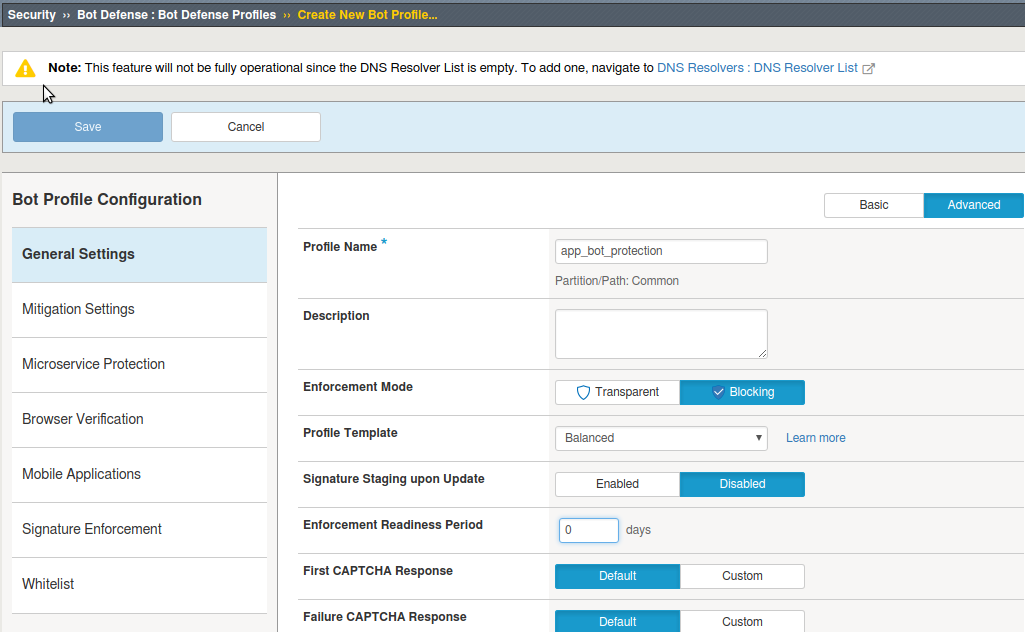 Security ›› Bot Defense : Bot Defense Profiles ›› Create New Bot Profile...
Note: This feature will not be fully operational since the DNS Resolver List is empty. To add one, navigate to DNS Resolvers : DNS Resolver List
Save Cancel
Bot Profile Configuration
General Settings
Mitigation Settings
Microservice Protection
Browser Verification
Mobile Applications
Signature Enforcement
Whitelist
Basic Advanced
Profile Name * app_bot_protection
Partition/Path: Common
Description
Enforcement Mode Transparent Blocking
Profile Template Balanced Learn more
Signature Staging upon Update Enabled Disabled
Enforcement Readiness Period 0 days
First CAPTCHA Response Default Custom
Failure CAPTCHA Response Default Custom